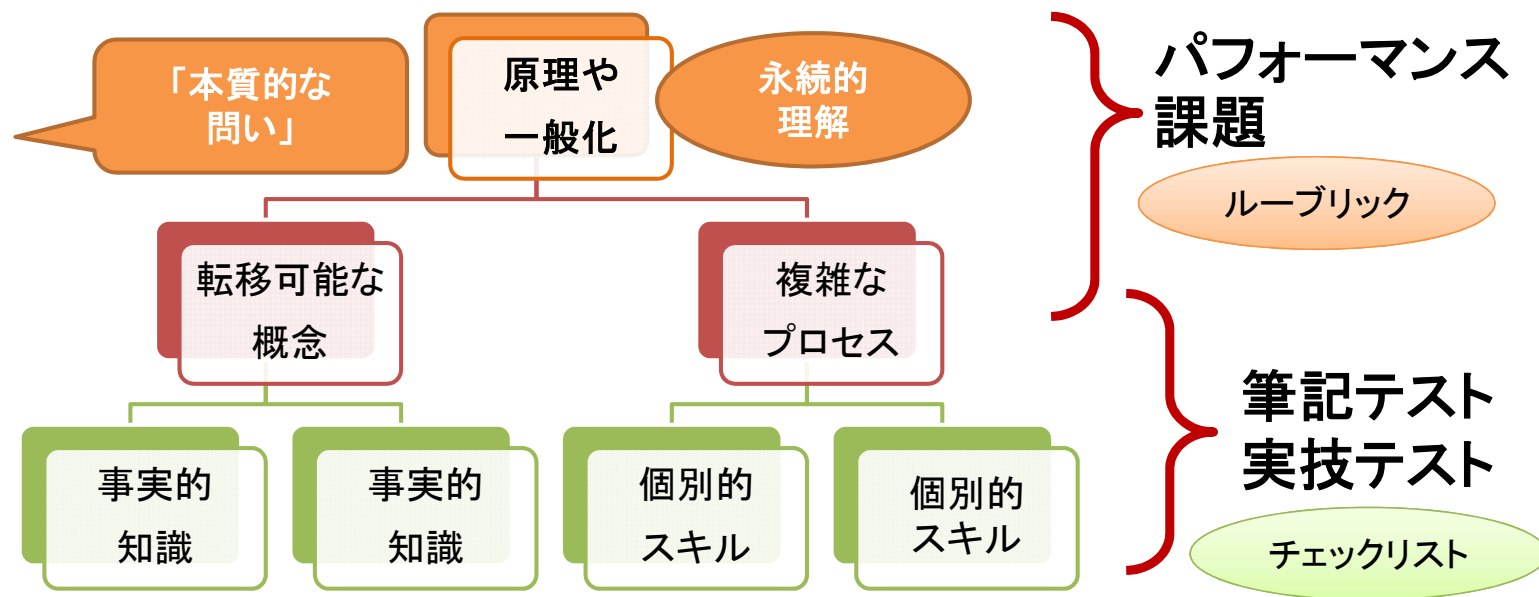 「本質的な
問い」
原理や
一般化
永続的
理解
パフォーマンス
課題
ルーブリック
転移可能な
概念
複雑な
プロセス
事実的
知識
事実的
知識
個別的
スキル
個別的
スキル
筆記テスト
実技テスト
チェックリスト